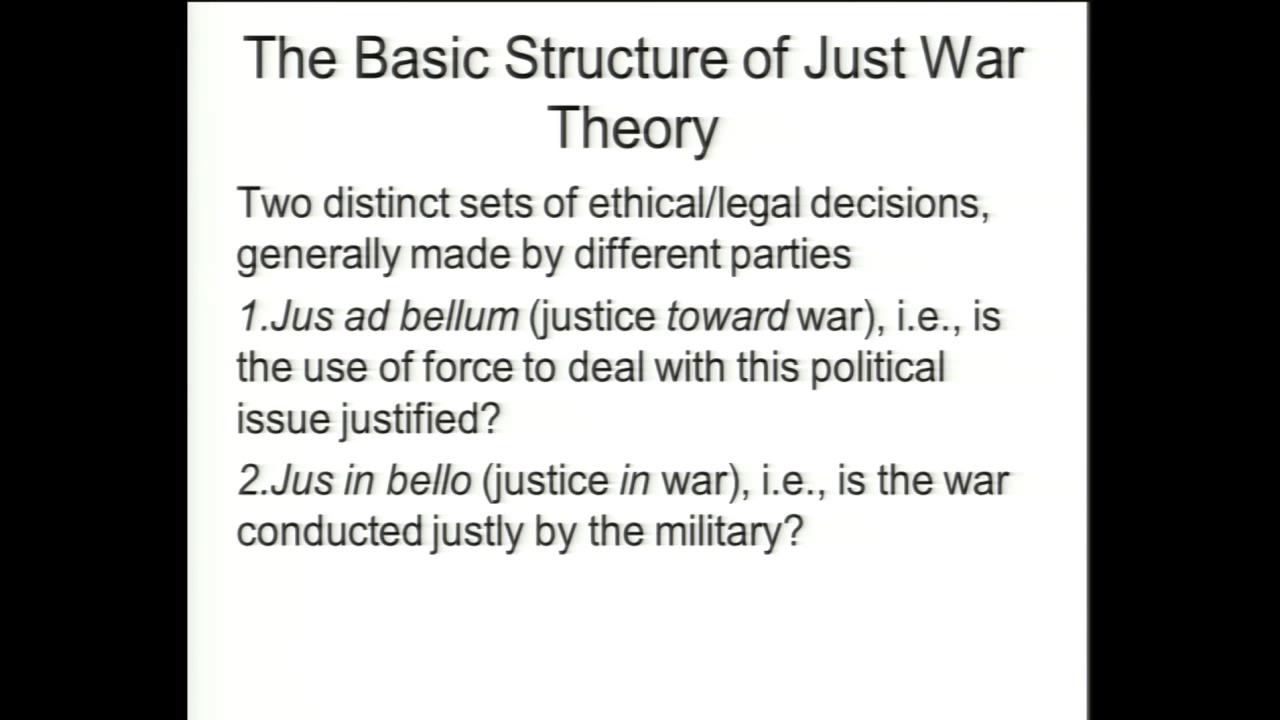 The Basic Structure of Just War
Theory
Two distinct sets of ethical/legal decisions,
generally made by different parties
1.Jus ad bellum (justice toward war), i.e., is
the use of force to deal with this political
issue justified?
2.Jus in bello (justice in war), i.e., is the war
conducted justly by the military?